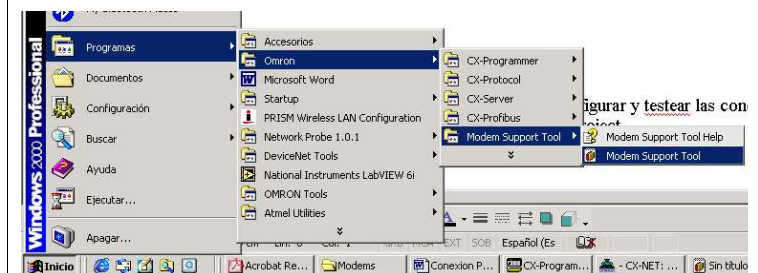 Windows 2000 Professional
Programas
Documentos
Configuración
Buscar
Ayuda
Ejecutar...
Apagar...
Accesorios
Omron
Microsoft Word
Startup
PRISM Wireless LAN Configuration
Network Probe 1.0.1
DeviceNet Tools
National Instruments LabVIEW 6i
OMRON Tools
Atmel Utilities
CX-Programmer
CX-Protocol
CX-Server
CX-Profibus
Modem Support Tool
Modem Support Tool Help
Modem Support Tool
igurar y testear las con
EXT SOB Español (Es
Inicio
Acrobat Re...
Modems
Conexion P...
CX-Program...
- CX-NET: ...
Sin título